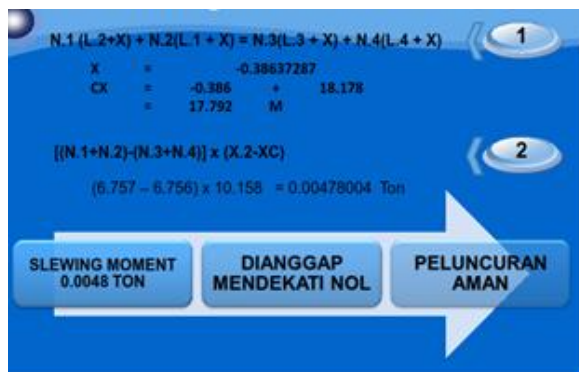 N.1 (L.2+X) + N.2(L.1 + X) = N.3(L.3 + X) + N.4(L.4 + X)
1
X = -0.38637287
CX = -0.386 + 18.178
= 17.792 M
[(N.1+N.2)-(N.3+N.4)] x (X.2-XC)
2
(6.757 – 6.756) x 10.158 = 0.00478004 Ton
SLEWING MOMENT
0.0048 TON
DIANGGAP
MENDEKATI NOL
PELUNCURAN
AMAN